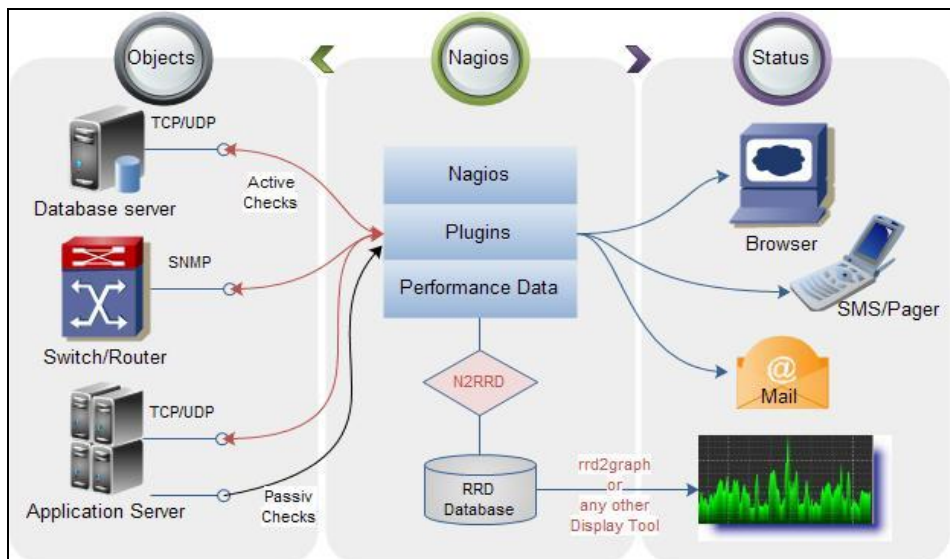 Objects
Nagios
Status
TCP/UDP
Active
Checks
Database server
SNMP
Switch/Router
TCP/UDP
Application Server
Passiv
Checks
Nagios
Plugins
Performance Data
N2RRD
RRD
Database
rrd2graph
or
any other
Display Tool
Browser
SMS/Pager
@
Mail